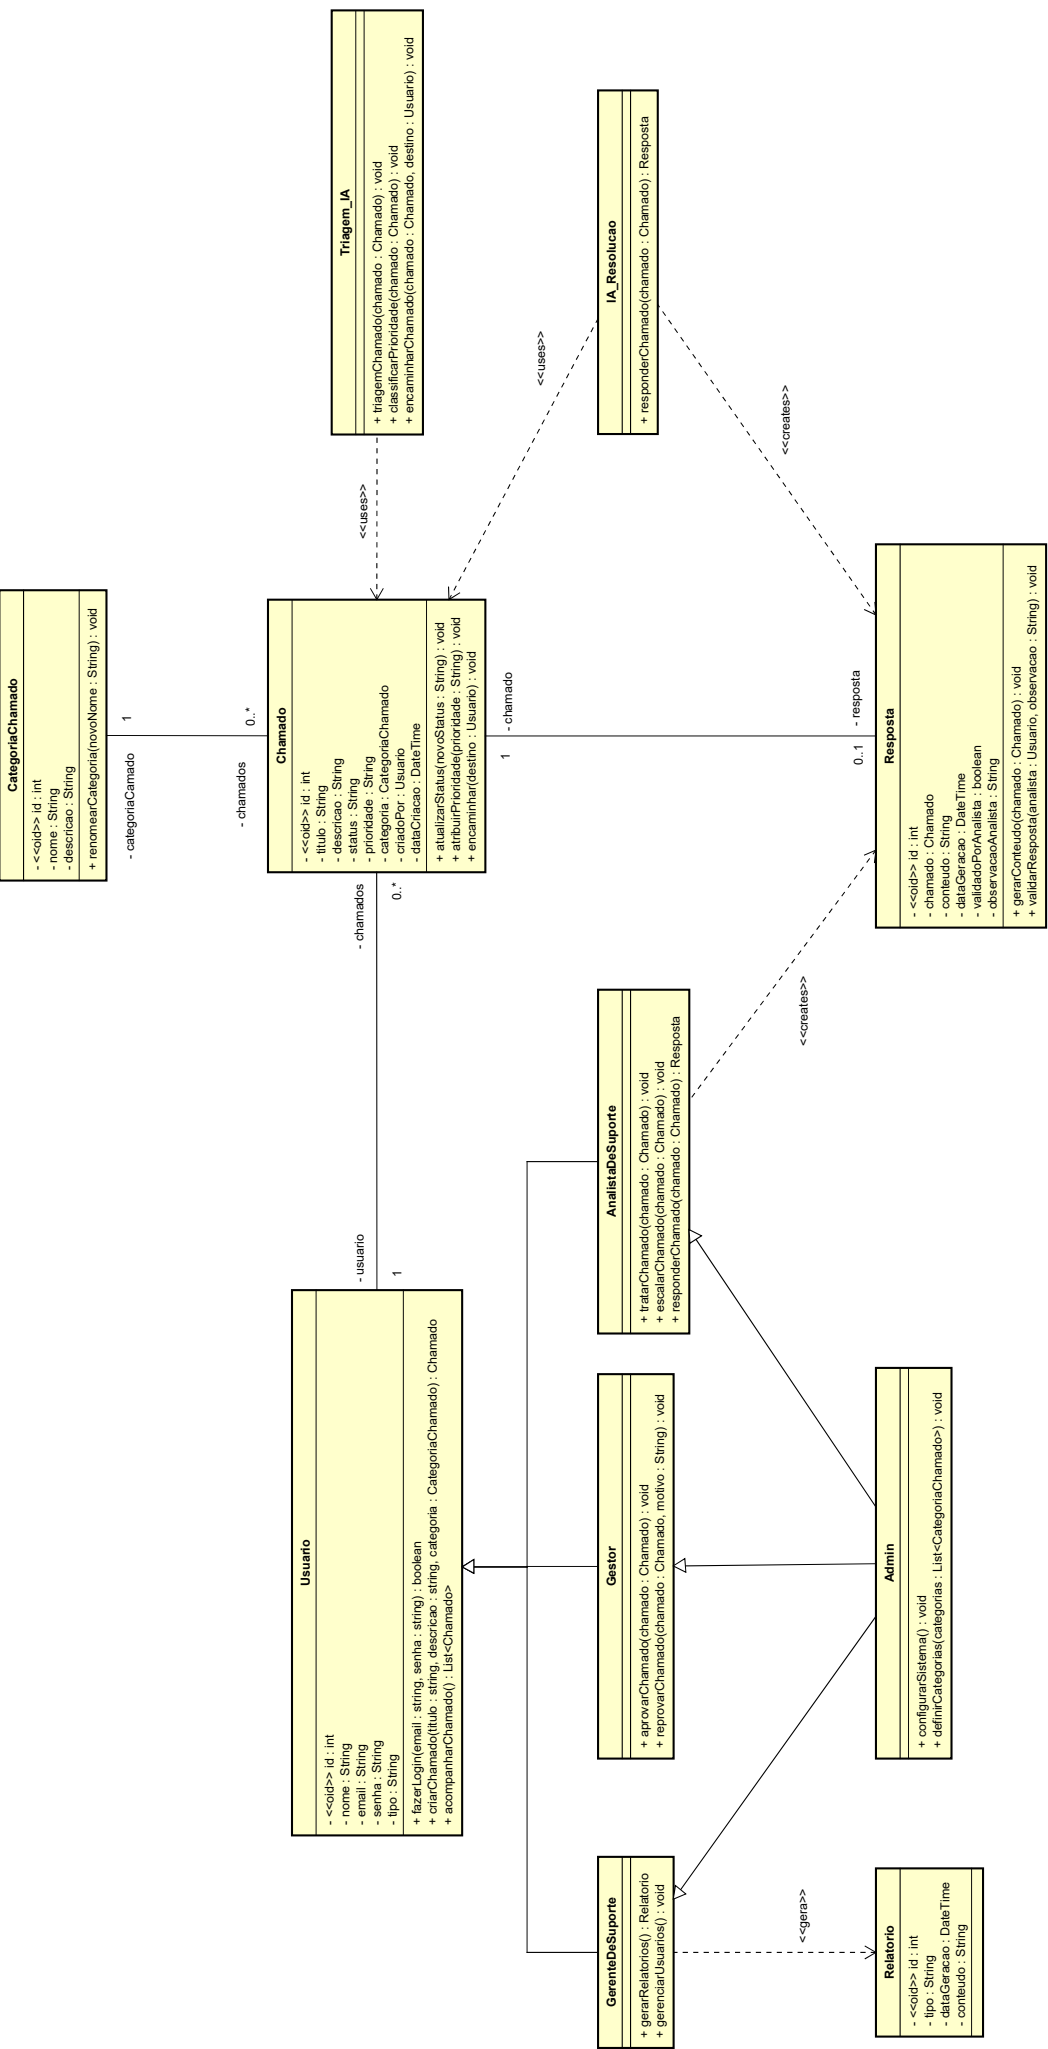 CategoriaChamado
- <<oid>> id : int
- nome : String
- descricao : String
+ renomearCategoria(novoNome : String) : void
- categoriaCamado
1
- chamados
0..*
Triagem_IA
+ triagemChamado(chamado : Chamado) : void
+ classificarPrioridade(chamado : Chamado) : void
+ encaminharChamado(chamado : Chamado, destino : Usuario) : void
<<uses>>
Usuario
- <<oid>> id : int
- nome : String
- email : String
- senha : String
- tipo : String
+ fazerLogin(email : string, senha : string) : boolean
+ criarChamado(titulo : string, descricao : string, categoria : CategoriaChamado) : Chamado
+ acompanharChamado() : List<Chamado>
- usuario
1
- chamados
0..*
Chamado
- <<oid>> id : int
- titulo : String
- descricao : String
- status : String
- prioridade : String
- categoria : CategoriaChamado
- criadoPor : Usuario
- dataCriacao : DateTime
+ atualizarStatus(novoStatus : String) : void
+ atribuirPrioridade(prioridade : String) : void
+ encaminhar(destino : Usuario) : void
<<uses>>
1
- chamado
GerenteDeSuporte
+ gerarRelatorios() : Relatorio
+ gerenciarUsuarios() : void
Gestor
+ aprovarChamado(chamado : Chamado) : void
+ reprovarChamado(chamado : Chamado, motivo : String) : void
AnalistaDeSuporte
+ tratarChamado(chamado : Chamado) : void
+ escalarChamado(chamado : Chamado) : void
+ responderChamado(chamado : Chamado) : Resposta
IA_Resolucao
+ responderChamado(chamado : Chamado) : Resposta
<<gera>>
<<creates>>
<<creates>>
0..1
- resposta
Relatorio
- <<oid>> id : int
- tipo : String
- dataGeracao : DateTime
- conteudo : String
Admin
+ configurarSistema() : void
+ definirCategorias(categorias : List<CategoriaChamado>) : void
Resposta
- <<oid>> id : int
- chamado : Chamado
- conteudo : String
- dataGeracao : DateTime
- validadoPorAnalista : boolean
- observacaoAnalista : String
+ gerarConteudo(chamado : Chamado) : void
+ validarResposta(analista : Usuario, observacao : String) : void